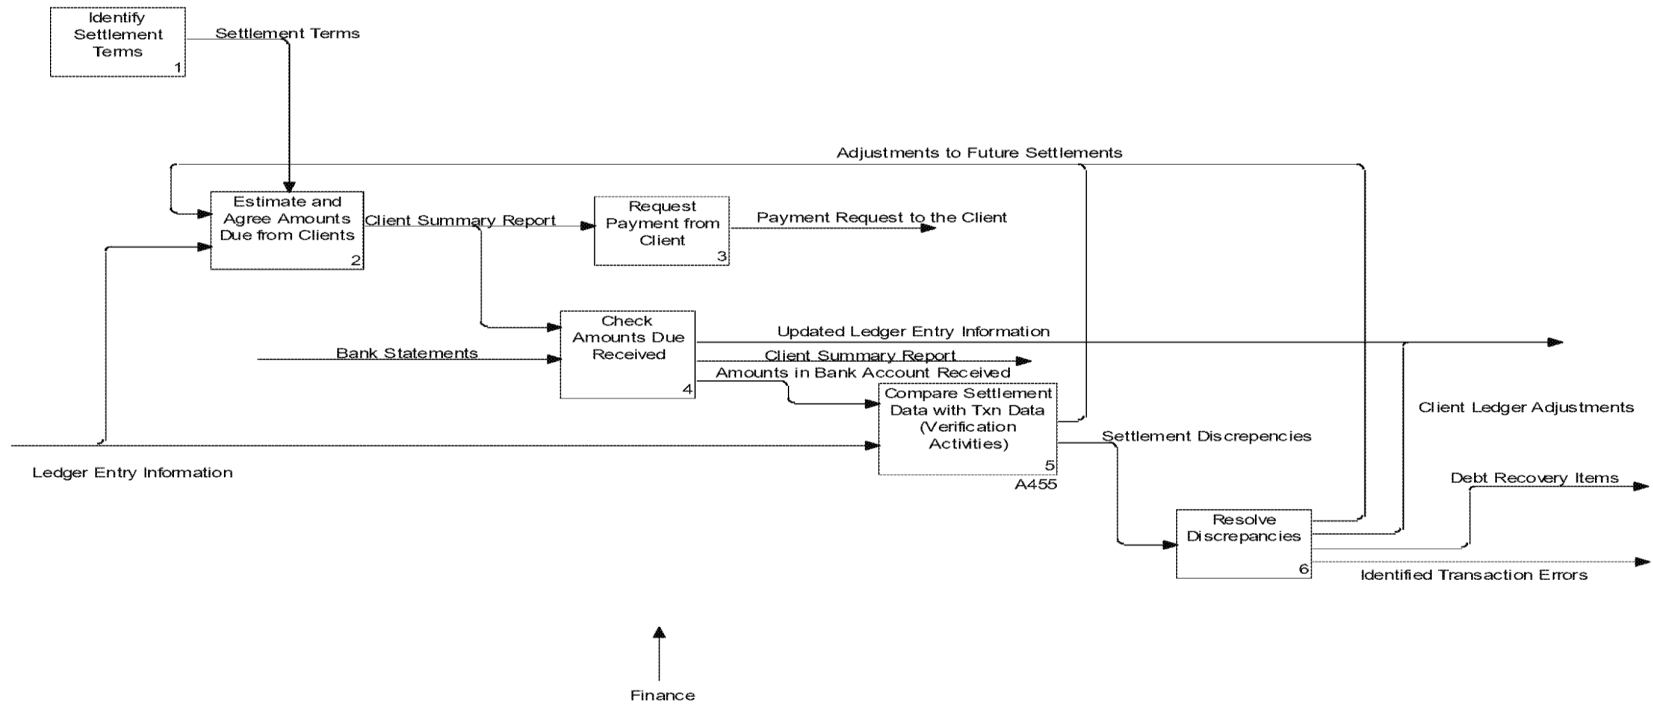 Identify
Settlement
Terms
1
Settlement Terms
Adjustments to Future Settlements
Estimate and
Agree Amounts
Due from Clients
2
Client Summary Report
Request
Payment from
Client
3
Payment Request to the Client
Check
Amounts Due
Received
4
Bank Statements
Updated Ledger Entry Information
Client Summary Report
Amounts in Bank Account Received
Compare Settlement
Data with Txn Data
(Verification
Activities)
5
A455
Client Ledger Adjustments
Settlement Discrepencies
Ledger Entry Information
Debt Recovery Items
Resolve
Discrepancies
6
Identified Transaction Errors
Finance